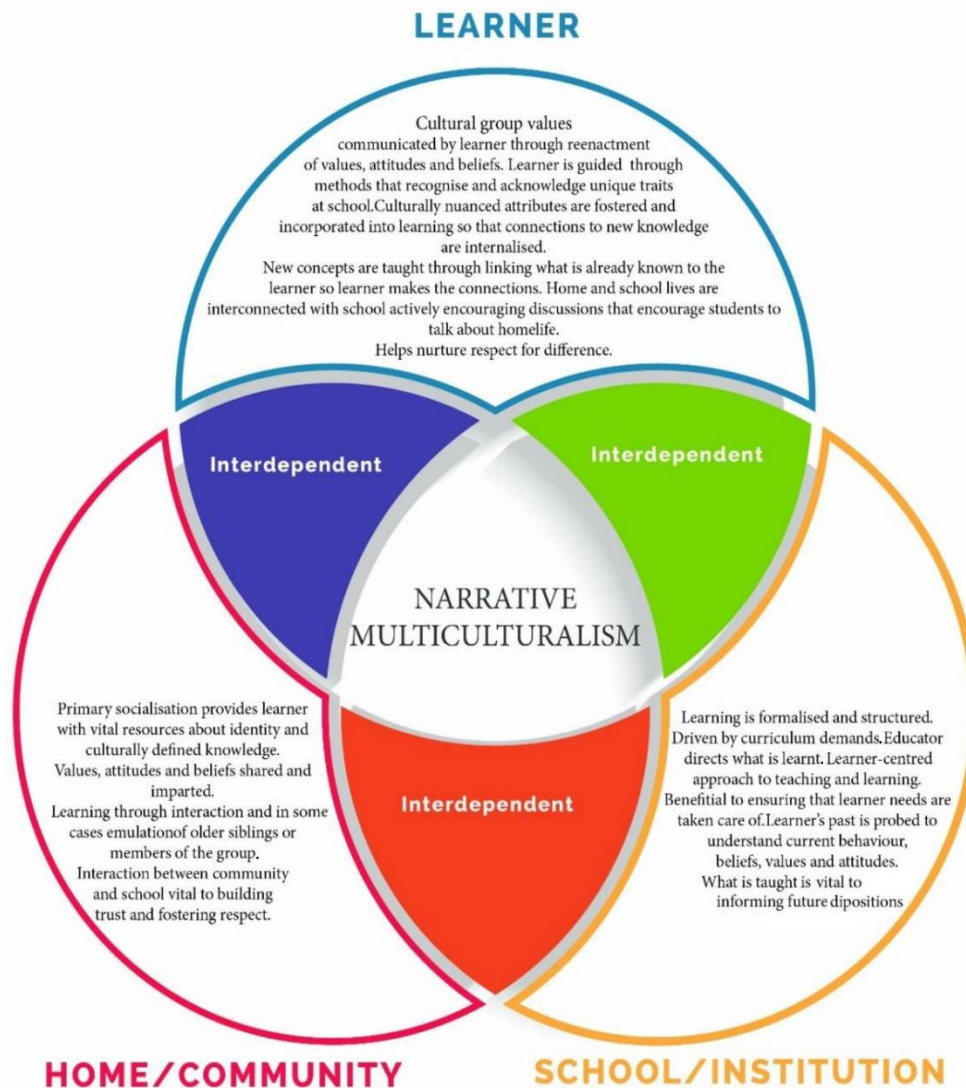 LEARNER
Cultural group values
communicated by learner through reenactment
of values, attitudes and beliefs. Learner is guided through
methods that recognise and acknowledge unique traits
at school.Culturally nuanced attributes are fostered and
incorporated into learning so that connections to new knowledge
are internalised.
New concepts are taught through linking what is already known to the
learner so learner makes the connections. Home and school lives are
interconnected with school actively encouraging discussions that encourage students to
talk about homelife.
Helps nurture respect for difference.
Interdependent
Interdependent
NARRATIVE
MULTICULTURALISM
Primary socialisation provides learner
with vital resources about identity and
culturally defined knowledge.
Values, attitudes and beliefs shared and
imparted.
Learning through interaction and in some
cases emulationof older siblings or
members of the group.
Interaction between community
and school vital to building
trust and fostering respect.
Interdependent
Learning is formalised and structured.
Driven by curriculum demands.Educator
directs what is learnt. Learner-centred
approach to teaching and learning.
Benefitial to ensuring that learner needs are
taken care of.Learner's past is probed to
understand current behaviour,
beliefs, values and attitudes.
What is taught is vital to
informing future dipositions
HOME/COMMUNITY
SCHOOL/INSTITUTION